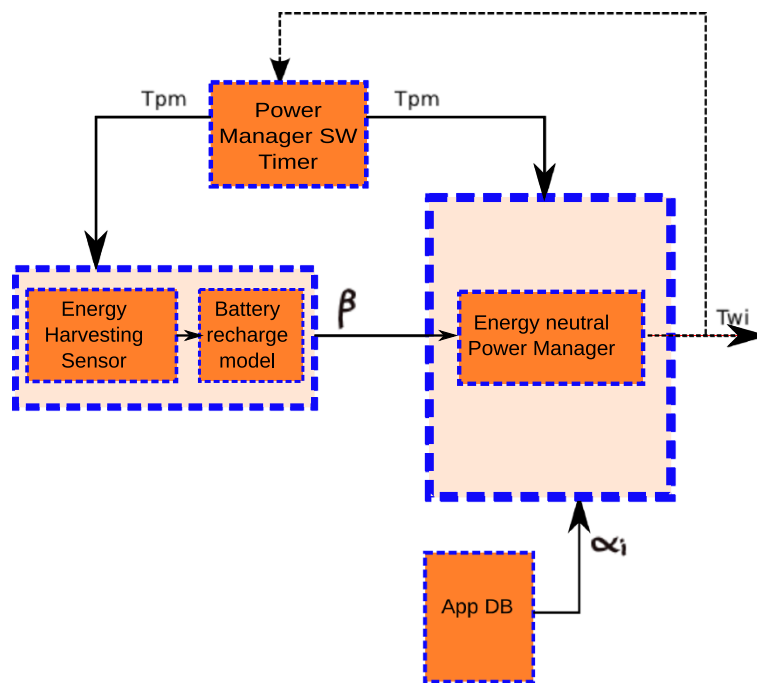 Tpm
Power
Manager SW
Timer
Tpm
Energy
Harvesting
Sensor
Battery
recharge
model
β
Energy neutral
Power Manager
Twi
αi
App DB